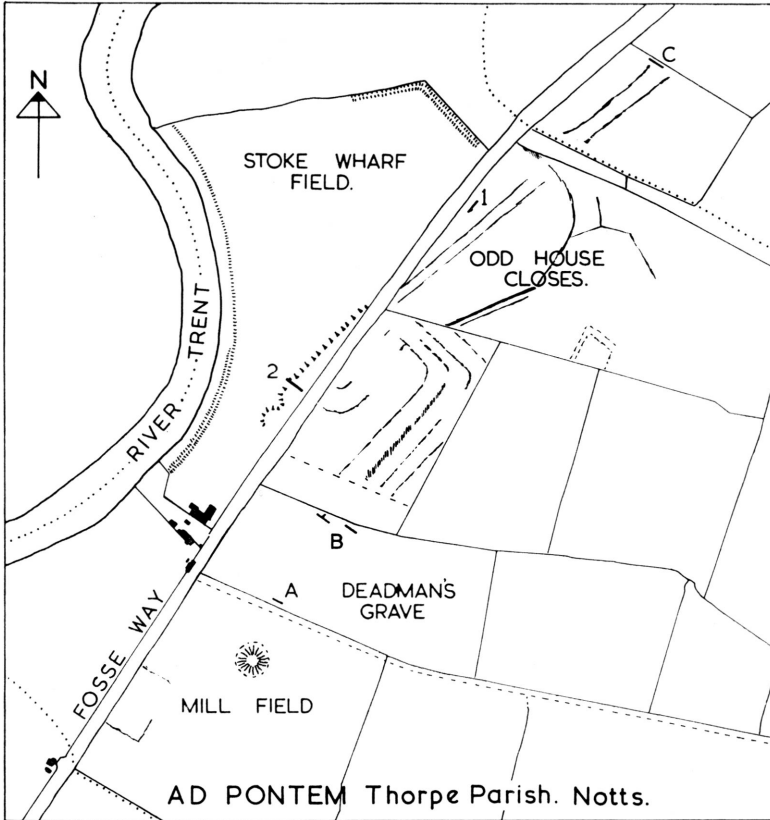 N
C
STOKE WHARF
FIELD.
1
ODD HOUSE
CLOSES.
RIVER TRENT
2
B
A
DEADMAN'S
GRAVE
FOSSE WAY
MILL FIELD
AD PONTEM Thorpe Parish. Notts.